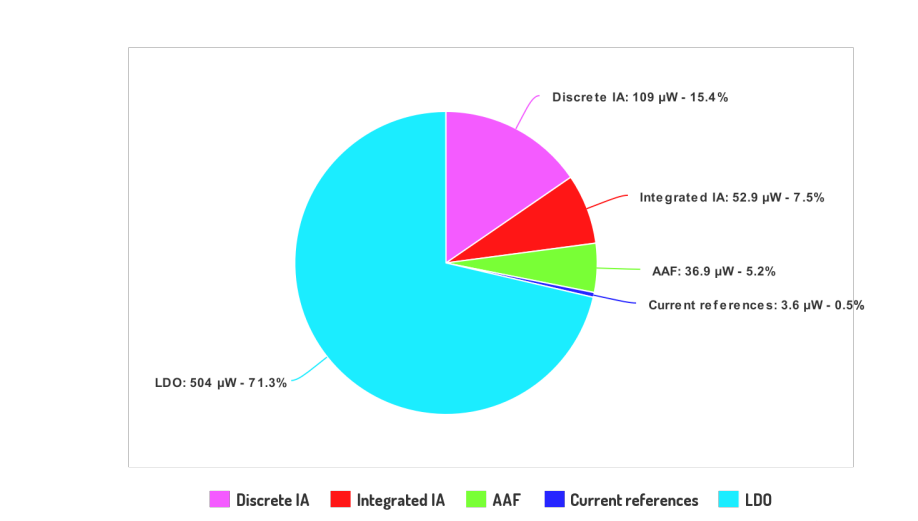 Discrete IA: 109 µW - 15.4%
Integrated IA: 52.9 µW - 7.5%
AAF: 36.9 µW - 5.2%
Current references: 3.6 µW - 0.5%
LDO: 504 µW - 71.3%
Discrete IA Integrated IA AAF Current references LDO